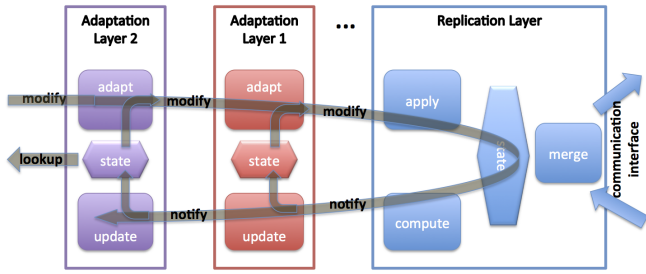 Adaptation
Layer 2
Adaptation
Layer 1
...
Replication Layer
adapt
adapt
apply
modify
modify
modify
lookup
state
state
state
merge
communication
interface
notify
notify
update
update
compute